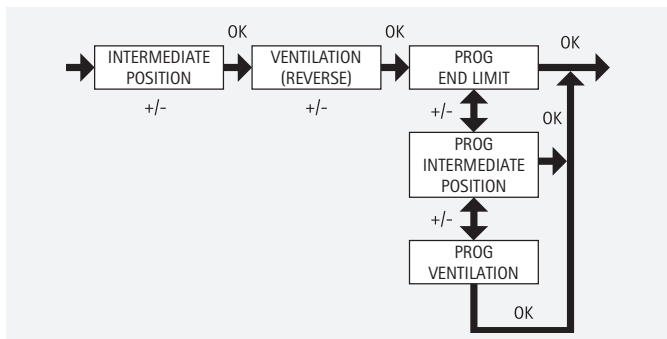 OK
OK
OK
INTERMEDIATE
POSITION
VENTILATION
(REVERSE)
PROG
END LIMIT
+/-
+/-
+/-
OK
PROG
INTERMEDIATE
POSITION
+/-
PROG
VENTILATION
OK